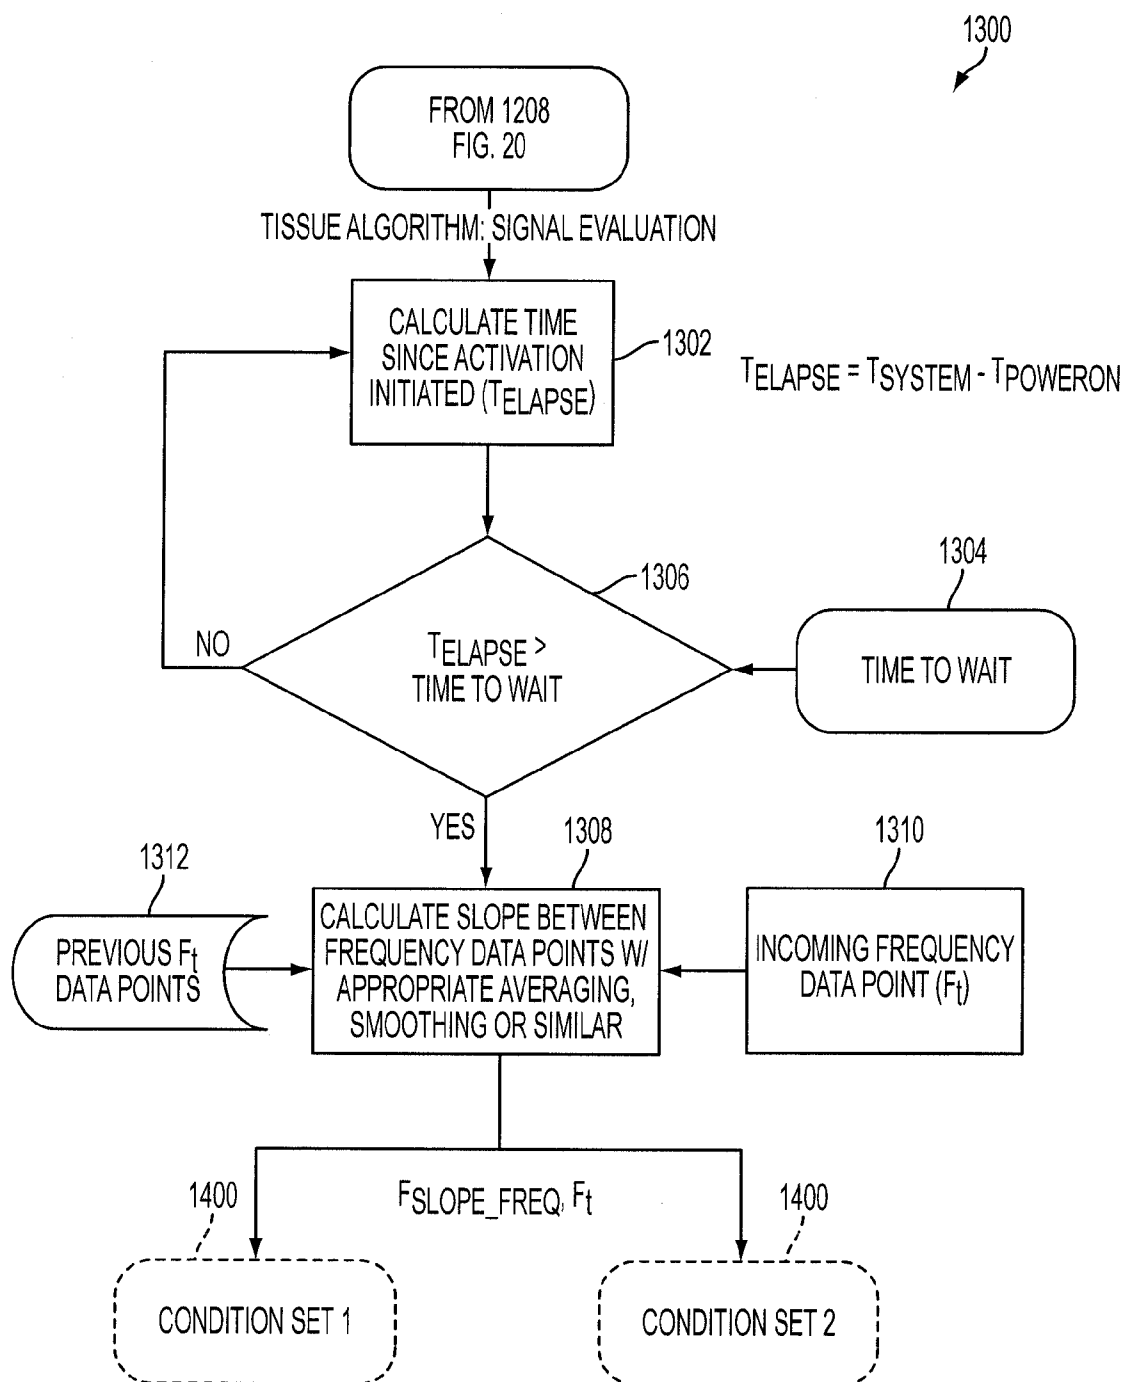 1300
FROM 1208
FIG. 20
TISSUE ALGORITHM: SIGNAL EVALUATION
CALCULATE TIME
SINCE ACTIVATION
INITIATED (TELAPSE)
1302
TELAPSE = TSYSTEM - TPOWERON
1306
1304
NO
TELAPSE >
TIME TO WAIT
TIME TO WAIT
YES
1308
1310
1312
PREVIOUS Ft
DATA POINTS
CALCULATE SLOPE BETWEEN
FREQUENCY DATA POINTS W/
APPROPRIATE AVERAGING,
SMOOTHING OR SIMILAR
INCOMING FREQUENCY
DATA POINT (Ft)
FSLOPE_FREQ, Ft
1400
1400
CONDITION SET 1
CONDITION SET 2